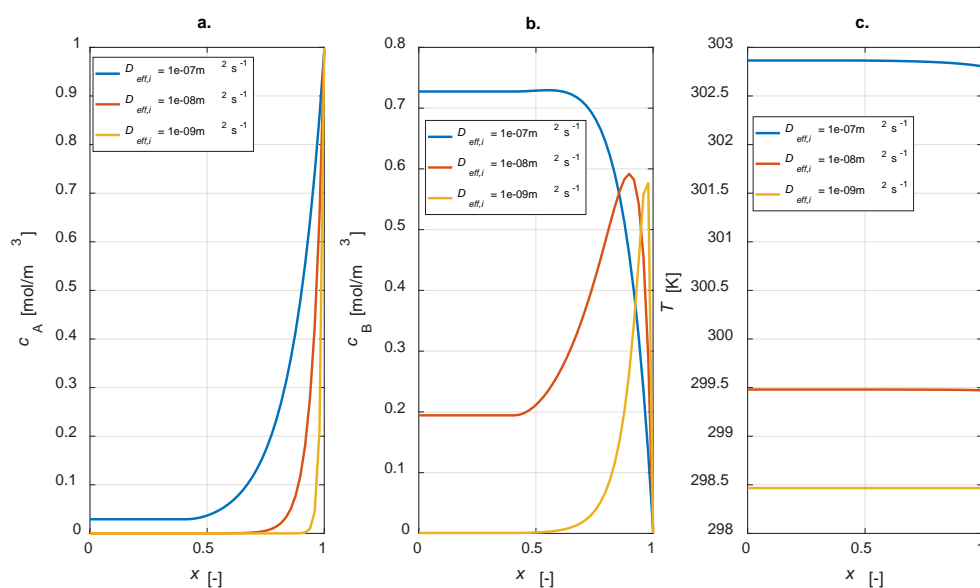 a.
1
0.9
0.8
0.7
0.6
0.5
0.4
0.3
0.2
0.1
0
c A [mol/m 3 ]
D eff,i = 1e-07m 2 s -1
D eff,i = 1e-08m 2 s -1
D eff,i = 1e-09m 2 s -1
0 0.5 1
x [-]
b.
0.8
0.7
0.6
0.5
0.4
0.3
0.2
0.1
0
c B [mol/m 3 ]
D eff,i = 1e-07m 2 s -1
D eff,i = 1e-08m 2 s -1
D eff,i = 1e-09m 2 s -1
0 0.5 1
x [-]
c.
303
302.5
302
301.5
301
300.5
300
299.5
299
298.5
298
T [K]
D eff,i = 1e-07m 2 s -1
D eff,i = 1e-08m 2 s -1
D eff,i = 1e-09m 2 s -1
0 0.5 1
x [-]